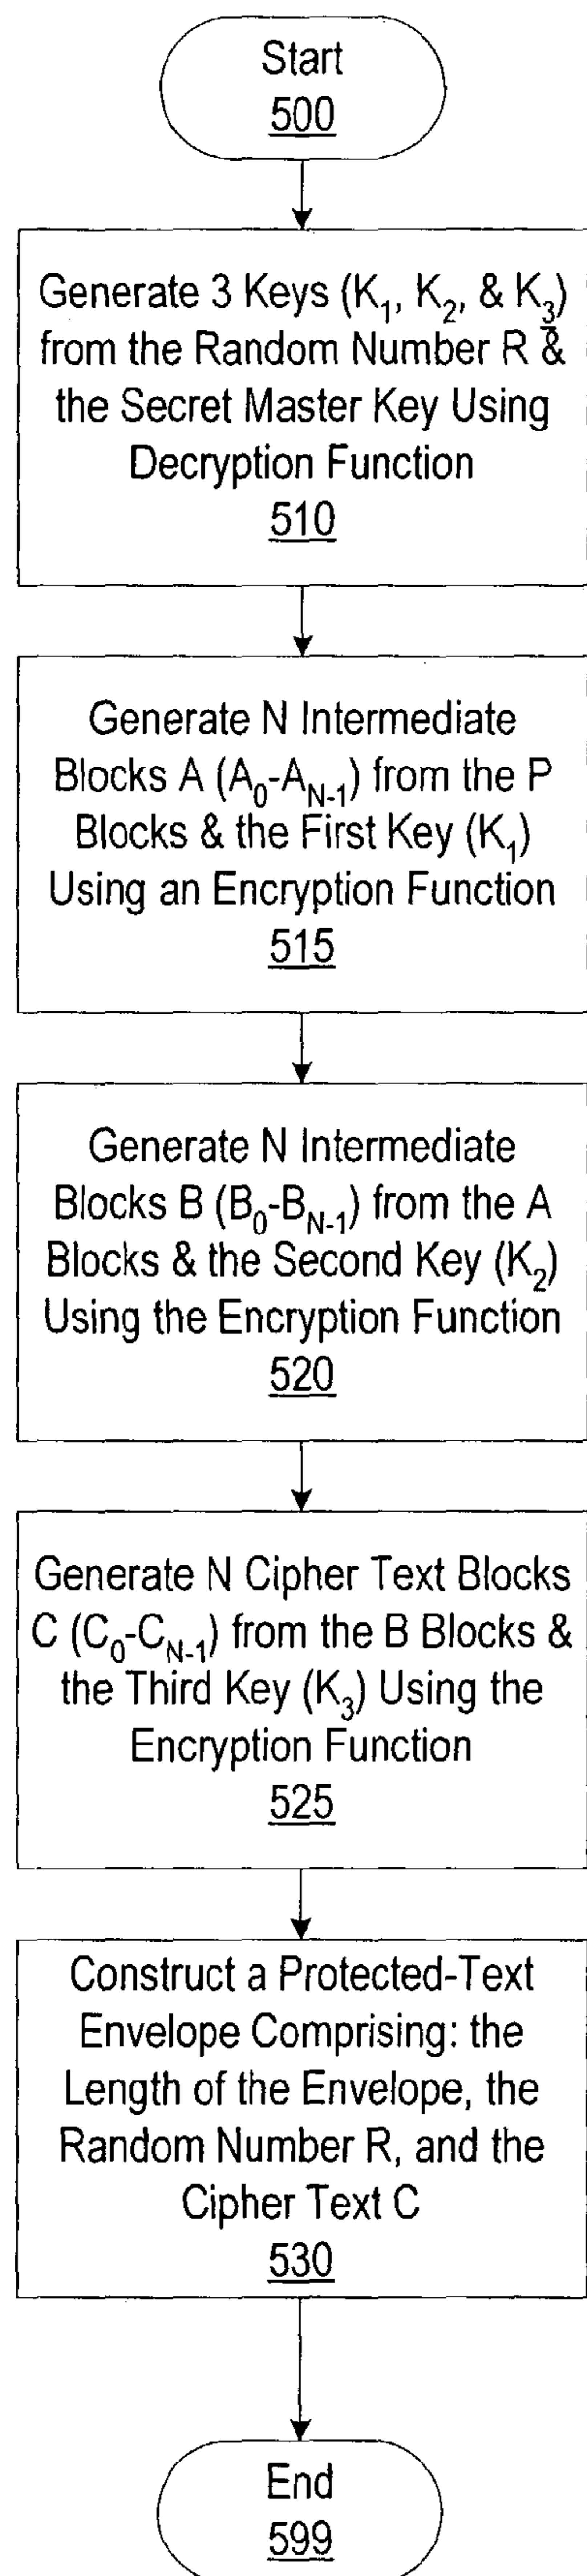 Start
500
Generate 3 Keys (K₁, K₂, & K₃)
from the Random Number R &
the Secret Master Key Using
Decryption Function
510
Generate N Intermediate
Blocks A (A₀-A_N-1) from the P
Blocks & the First Key (K₁)
Using an Encryption Function
515
Generate N Intermediate
Blocks B (B₀-B_N-1) from the A
Blocks & the Second Key (K₂)
Using the Encryption Function
520
Generate N Cipher Text Blocks
C (C₀-C_N-1) from the B Blocks &
the Third Key (K₃) Using the
Encryption Function
525
Construct a Protected-Text
Envelope Comprising: the
Length of the Envelope, the
Random Number R, and the
Cipher Text C
530
End
599